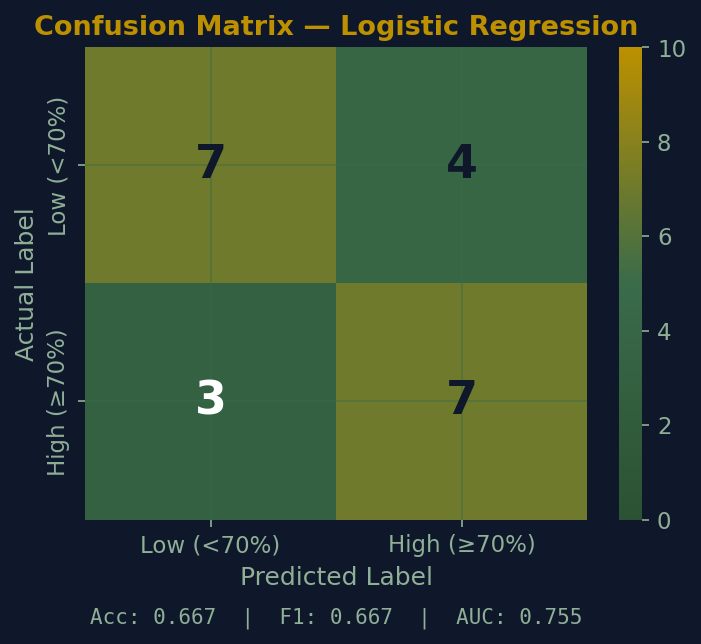 Confusion Matrix — Logistic Regression
Actual Label
Low (<70%)
High (≥70%)
7
4
3
7
10
8
6
4
2
0
Low (<70%)
High (≥70%)
Predicted Label
Acc: 0.667 | F1: 0.667 | AUC: 0.755